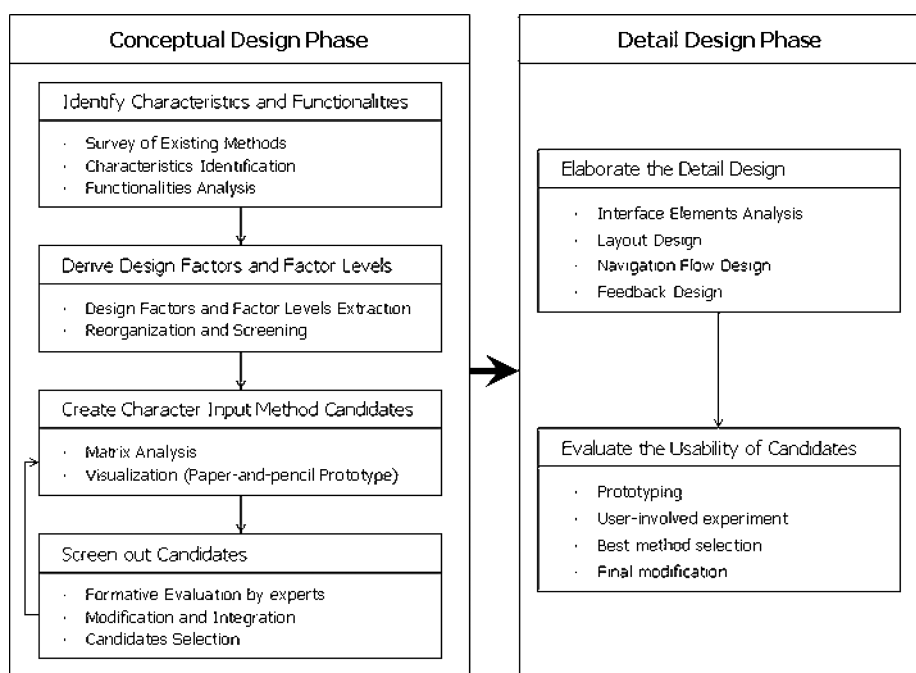 Conceptual Design Phase
Identify Characteristics and Functionalities
· Survey of Existing Methods
· Characteristics Identification
· Functionalities Analysis
Derive Design Factors and Factor Levels
· Design Factors and Factor Levels Extraction
· Reorganization and Screening
Create Character Input Method Candidates
· Matrix Analysis
· Visualization (Paper-and-pencil Prototype)
Screen out Candidates
· Formative Evaluation by experts
· Modification and Integration
· Candidates Selection
Detail Design Phase
Elaborate the Detail Design
· Interface Elements Analysis
· Layout Design
· Navigation Flow Design
· Feedback Design
Evaluate the Usability of Candidates
· Prototyping
· User-involved experiment
· Best method selection
· Final modification